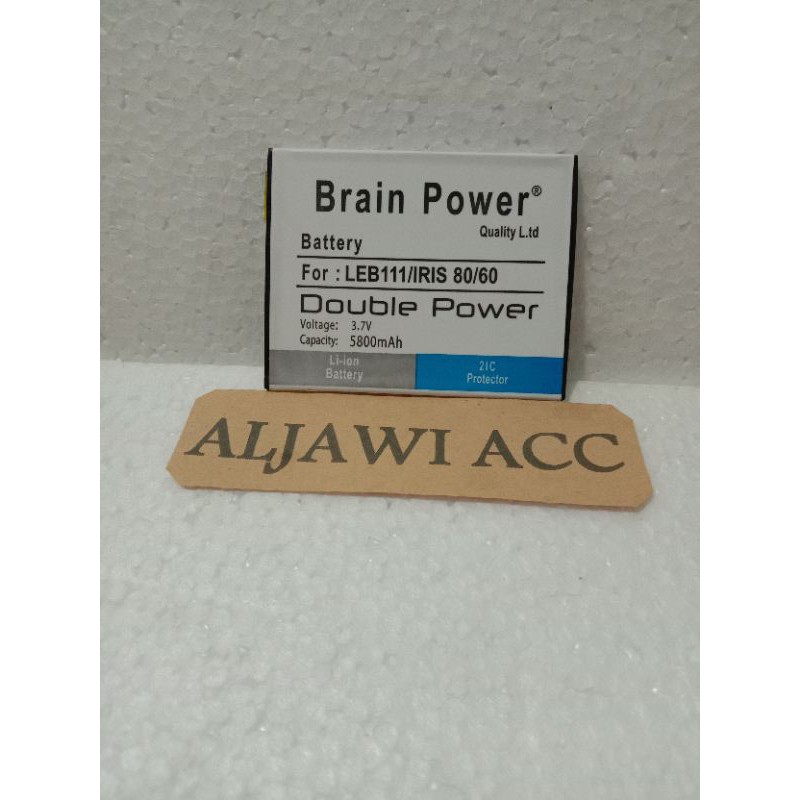 Brain Power®
Quality L.td
Battery
For : LEB111/IRIS 80/60
Double Power
Voltage: 3.7V
Capacity: 5800mAh
Li-ion
Battery
2IC
Protector
ALJAWI ACC